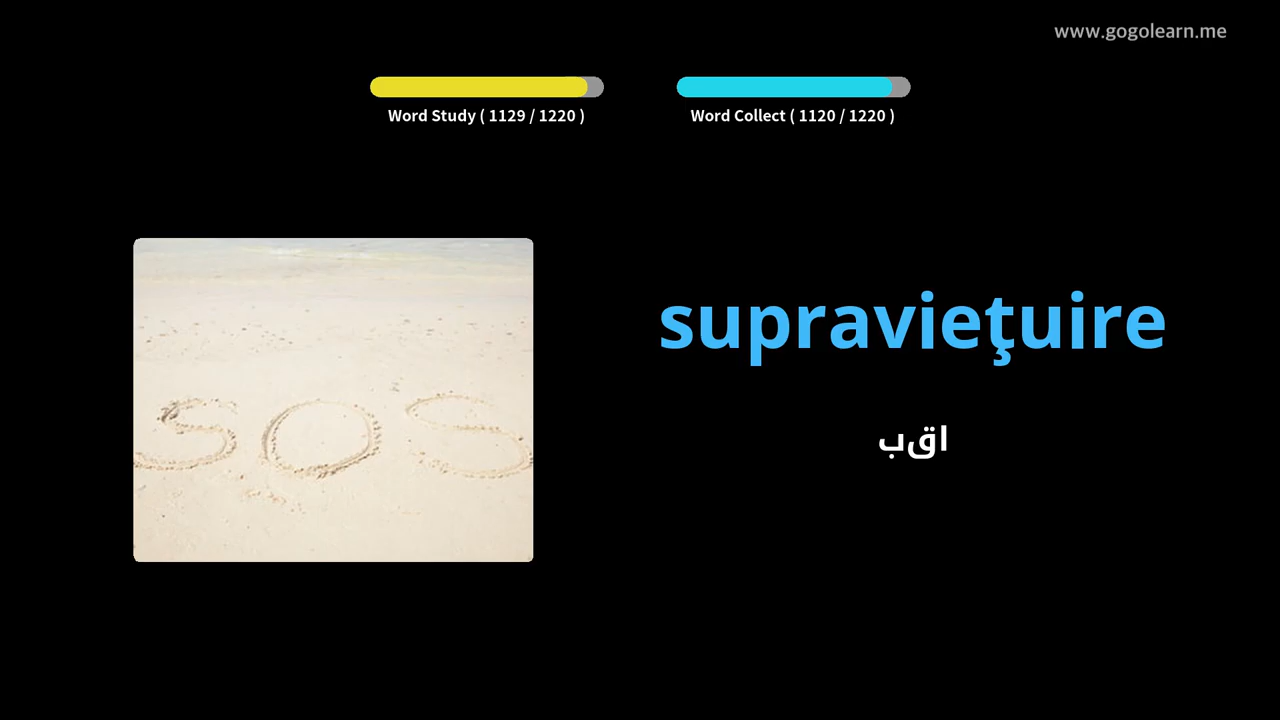 www.gogolearn.me
Word Study ( 1129 / 1220 )
Word Collect ( 1120 / 1220 )
SOS
supravieţuire
اقب